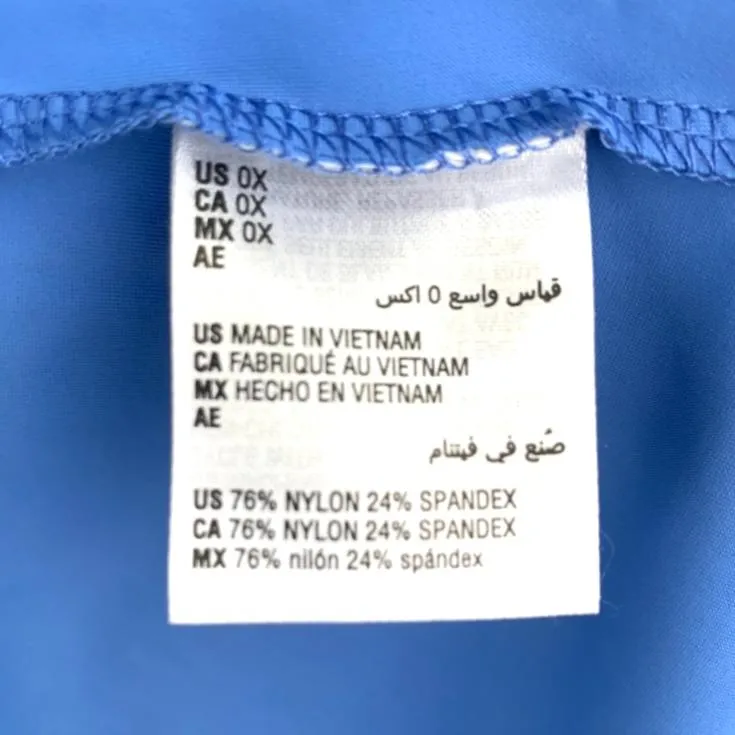 US 0X
CA 0X
MX 0X
AE
قياس واسع 0 اكس
US MADE IN VIETNAM
CA FABRIQUÉ AU VIETNAM
MX HECHO EN VIETNAM
AE
صُنع في فيتنام
US 76% NYLON 24% SPANDEX
CA 76% NYLON 24% SPANDEX
MX 76% nilón 24% spándex